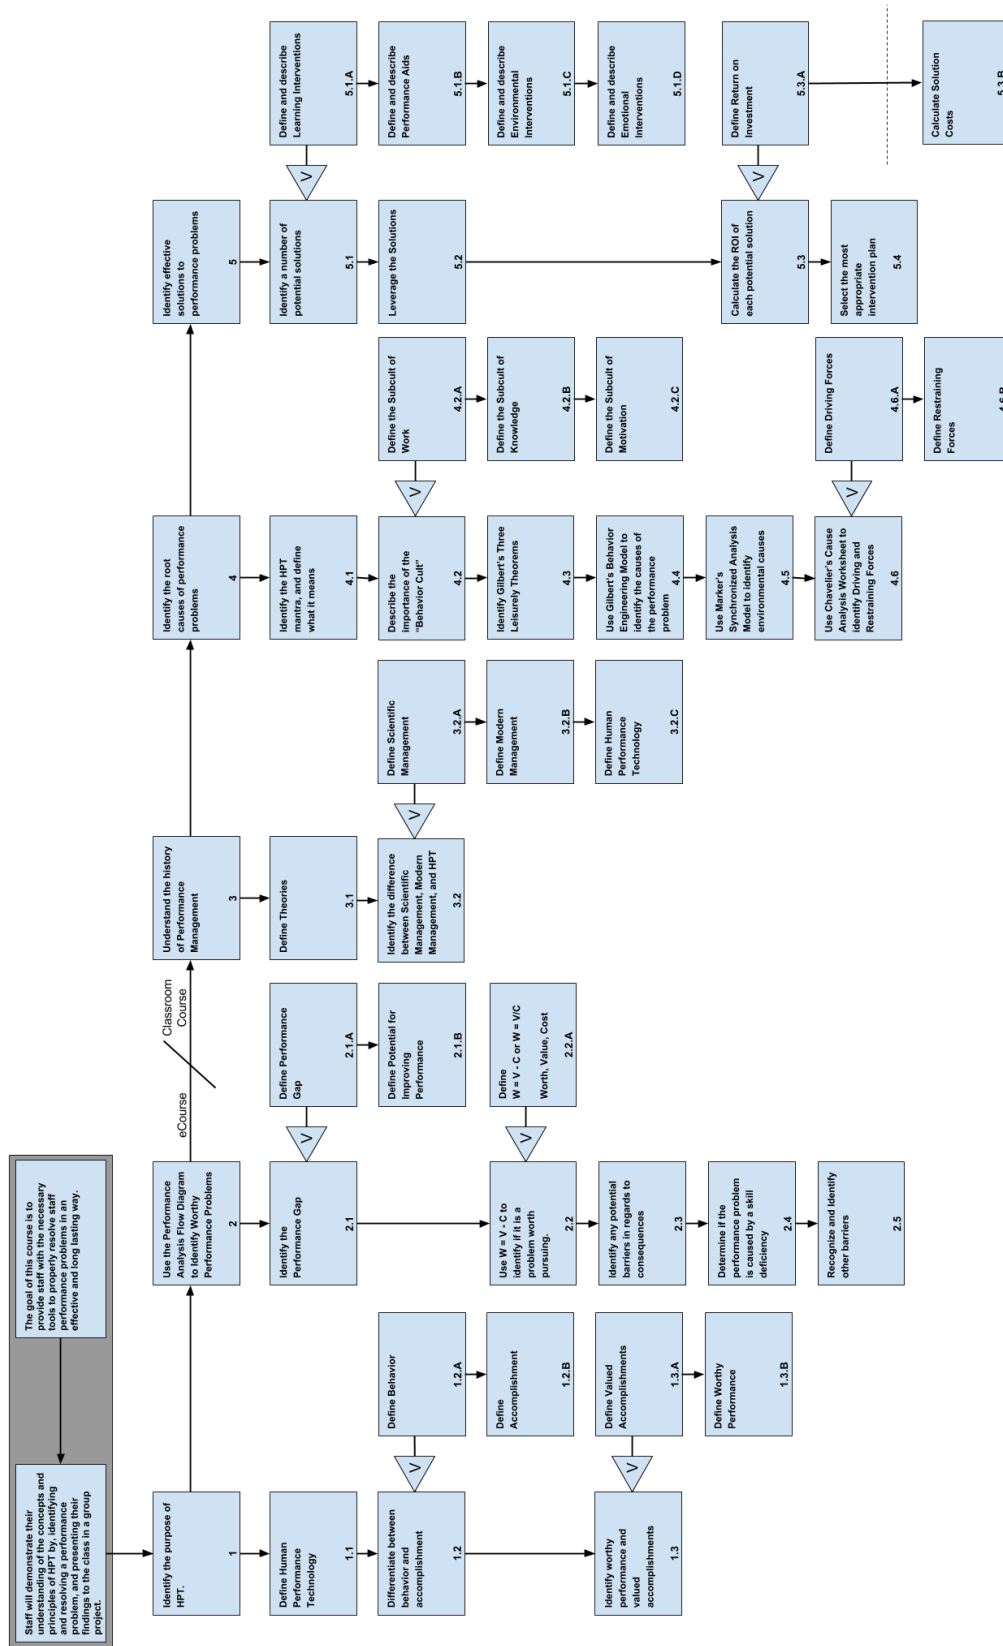 The goal of this course is to
provide staff with the necessary
tools to properly resolve staff
performance problems in an
effective and long lasting way.
Staff will demonstrate their
understanding of the concepts and
principles of HPT by, identifying
and resolving a performance
problem, and presenting their
findings to the class in a group
project.
Identify the purpose of
HPT.
1
Define Human
Performance
Technology
1.1
Differentiate between
behavior and
accomplishment
1.2
V
Define Behavior
1.2.A
Define
Accomplishment
1.2.B
Identify worthy
performance and
valued
accomplishments
1.3
V
Define Valued
Accomplishments
1.3.A
Define Worthy
Performance
1.3.B
Use the Performance
Analysis Flow Diagram
to Identify Worthy
Performance Problems
2
Identify the
Performance Gap
2.1
V
Define Performance
Gap
2.1.A
Define Potential for
Improving
Performance
2.1.B
Use W = V - C to
identify if it is a
problem worth
pursuing.
2.2
V
Define
W = V - C or W = V/C
Worth, Value, Cost
2.2.A
Identify any potential
barriers in regards to
consequences
2.3
Determine if the
performance problem
is caused by a skill
deficiency
2.4
Recognize and Identify
other barriers
2.5
eCourse
Classroom
Course
Understand the history
of Performance
Management
3
Define Theories
3.1
Identify the difference
between Scientific
Management, Modern
Management, and HPT
3.2
V
Define Scientific
Management
3.2.A
Define Modern
Management
3.2.B
Define Human
Performance
Technology
3.2.C
Identify the root
causes of performance
problems
4
Identify the HPT
mantra, and define
what it means
4.1
Describe the
importance of the
“Behavior Cult”
4.2
V
Define the Subcult of
Work
4.2.A
Define the Subcult of
Knowledge
4.2.B
Define the Subcult of
Motivation
4.2.C
Identify Gilbert's Three
Leisurely Theorems
4.3
Use Gilbert's Behavior
Engineering Model to
identify the causes of
the performance
problem
4.4
Use Marker's
Synchronized Analysis
Model to identify
environmental causes
4.5
Use Chavelier's Cause
Analysis Worksheet to
identify Driving and
Restraining Forces
4.6
V
Define Driving Forces
4.6.A
Define Restraining
Forces
4.6.B
Identify effective
solutions to
performance problems
5
Identify a number of
potential solutions
5.1
V
Define and describe
Learning Interventions
5.1.A
Define and describe
Performance Aids
5.1.B
Define and describe
Environmental
Interventions
5.1.C
Define and describe
Emotional
Interventions
5.1.D
Leverage the Solutions
5.2
Calculate the ROI of
each potential solution
5.3
V
Define Return on
Investment
5.3.A
Calculate Solution
Costs
5.3.B
Select the most
appropriate
intervention plan
5.4